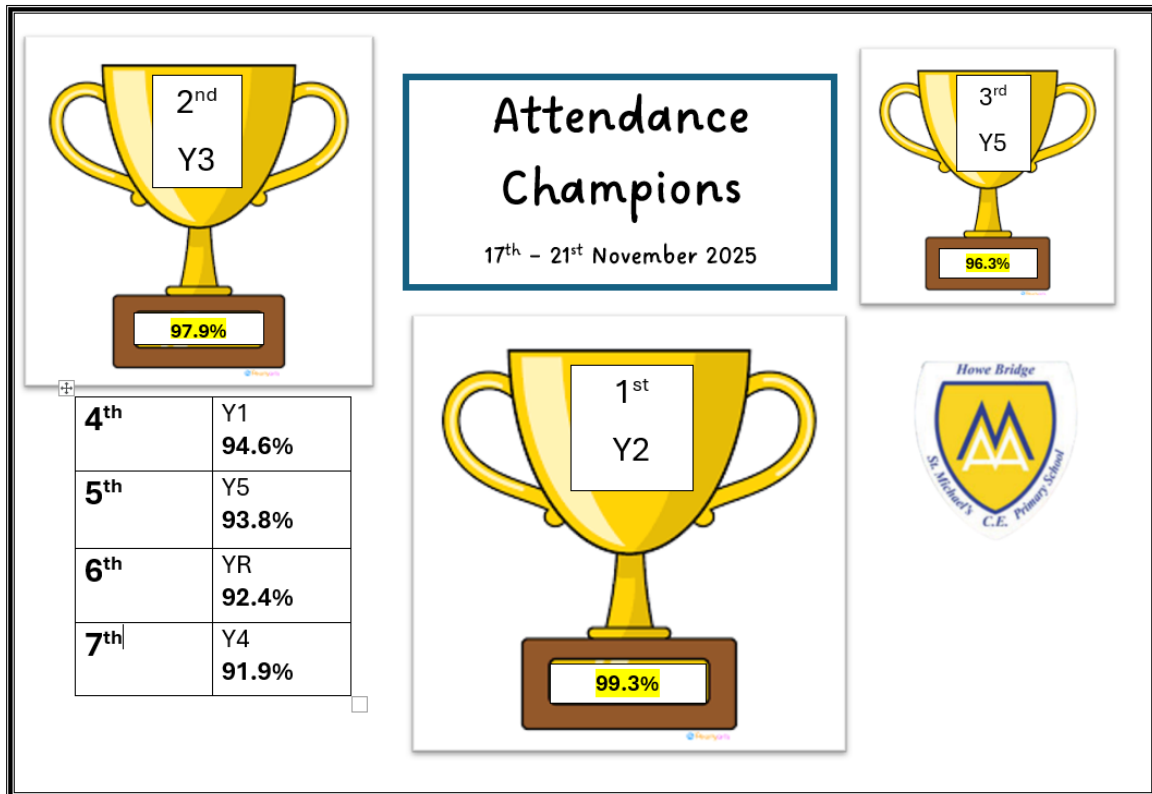 2nd
Y3
97.9%
Attendance
Champions
17th – 21st November 2025
3rd
Y5
96.3%
4th Y1
94.6%
5th Y5
93.8%
6th YR
92.4%
7th Y4
91.9%
1st
Y2
99.3%
Howe Bridge
St. Michael's
C.E.
Primary School